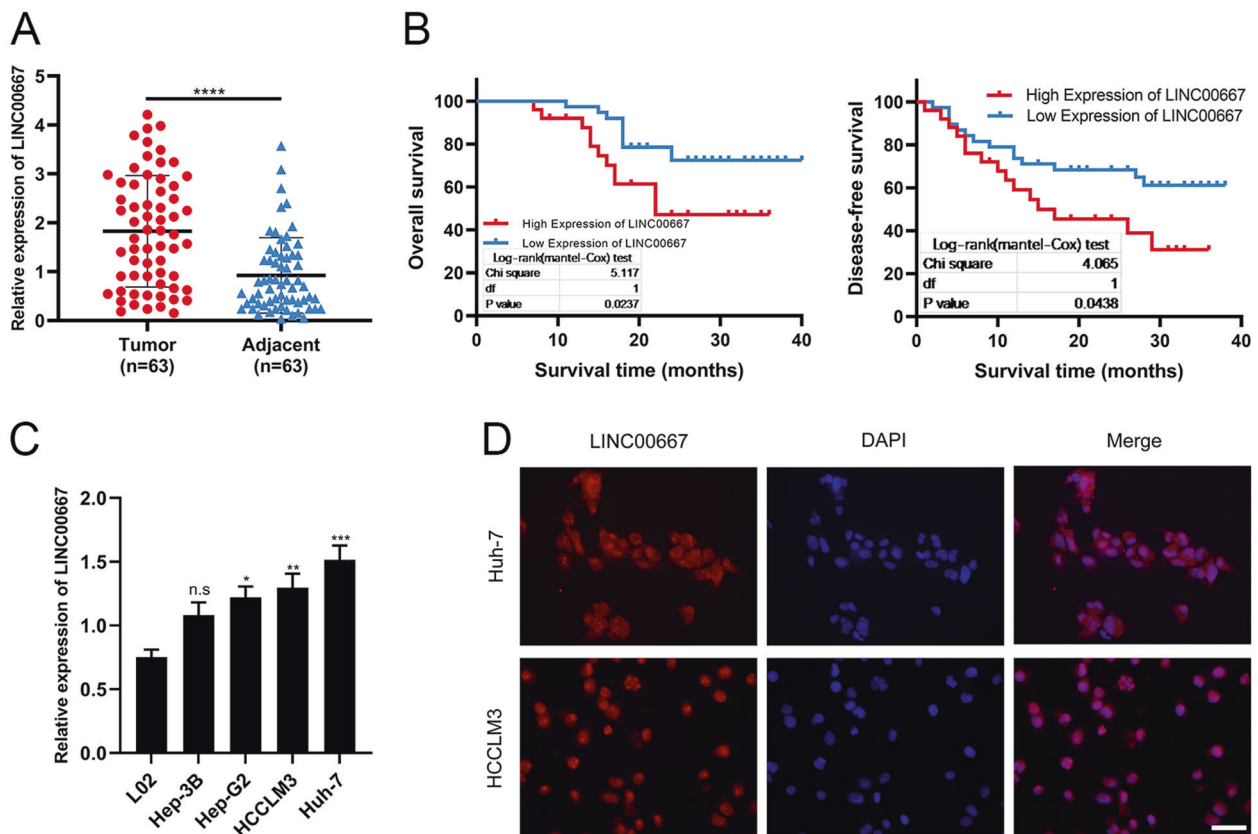 A
Relative expression of LINC00667
5
4
3
2
1
0
****
Tumor
(n=63)
Adjacent
(n=63)
B
Overall survival
100
80
60
40
20
0
High Expression of LINC00667
Low Expression of LINC00667
Log-rank(mantel-Cox) test
Chi square 5.117
df 1
P value 0.0237
0 10 20 30 40
Survival time (months)
Disease-free survival
100
80
60
40
20
0
High Expression of LINC00667
Low Expression of LINC00667
Log-rank(mantel-Cox) test
Chi square 4.065
df 1
P value 0.0438
0 10 20 30 40
Survival time (months)
C
Relative expression of LINC00667
2.0
1.5
1.0
0.5
0.0
n.s
*
**
***
L02
Hep-3B
Hep-G2
HCCLM3
Huh-7
D
LINC00667 DAPI Merge
Huh-7
HCCLM3